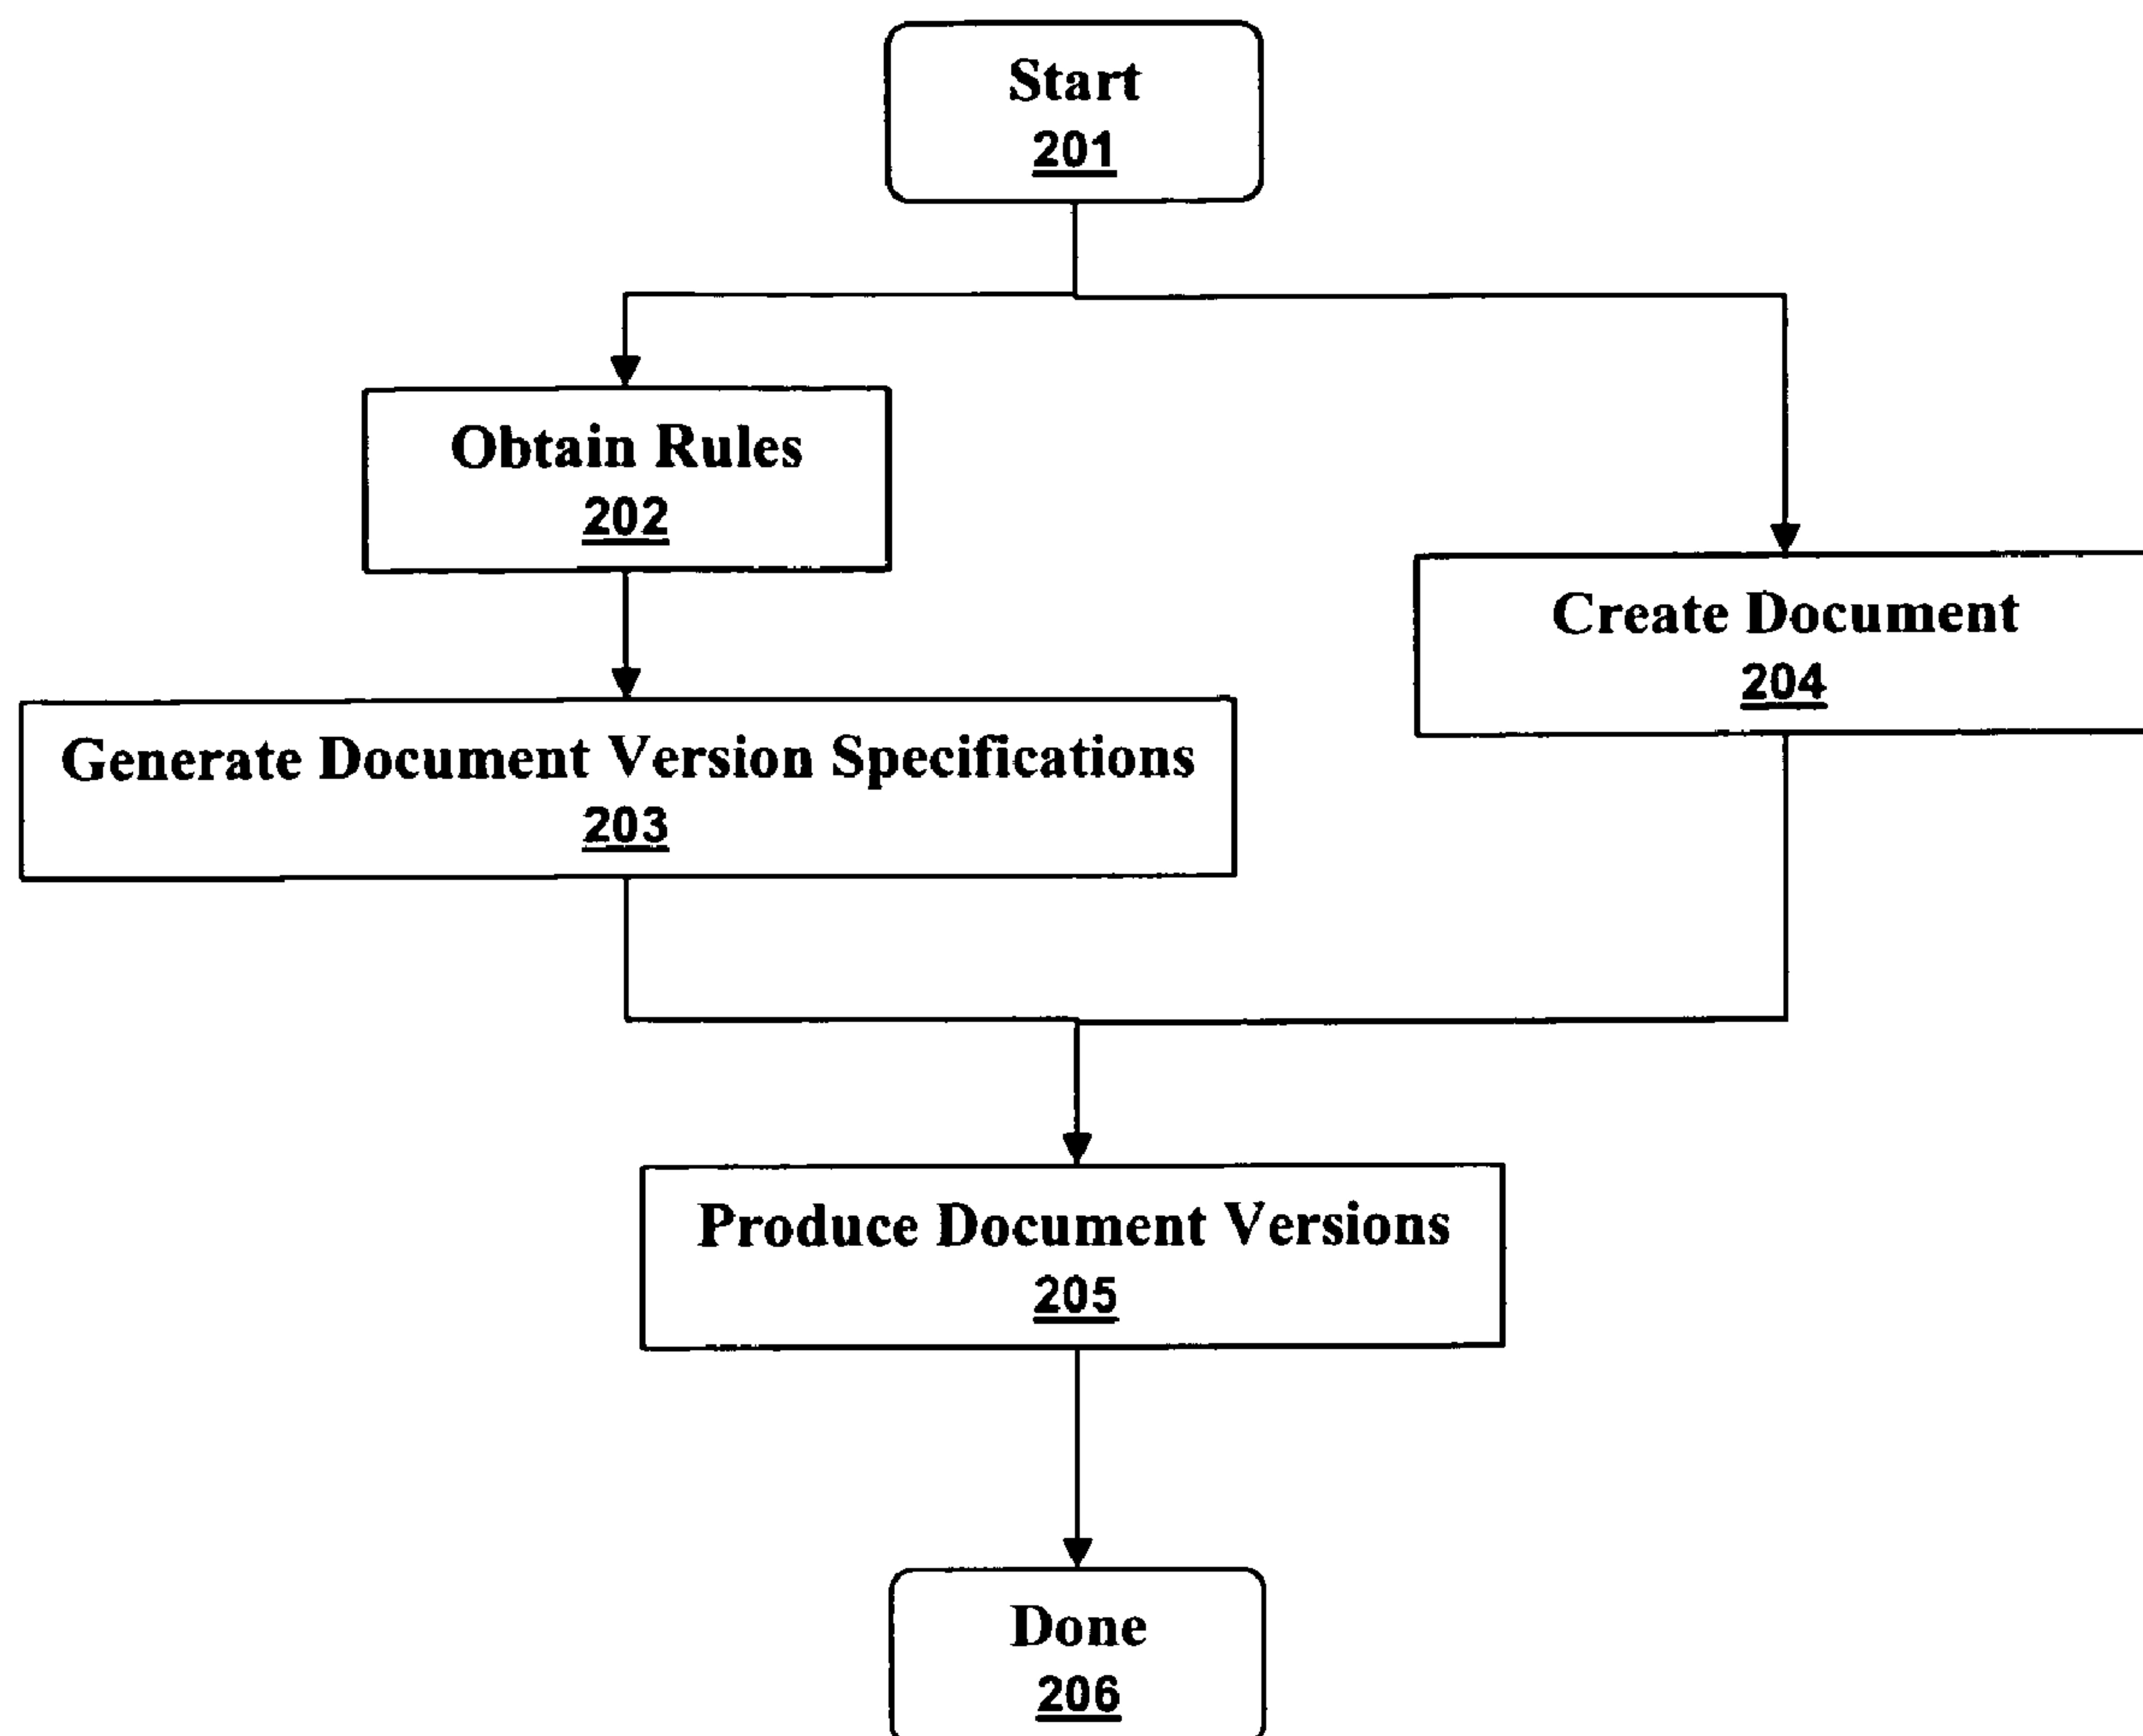 Start
201
Obtain Rules
202
Generate Document Version Specifications
203
Create Document
204
Produce Document Versions
205
Done
206